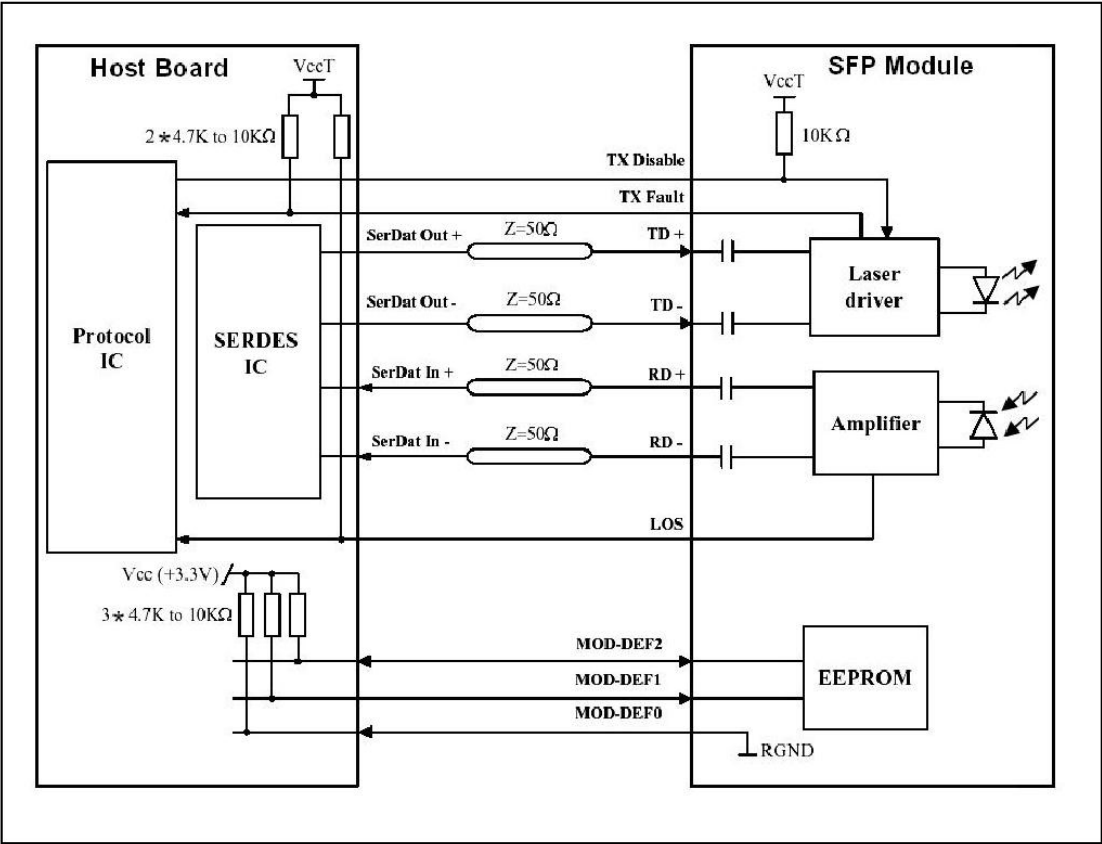 Host Board
VccT
2*4.7K to 10KΩ
SFP Module
VccT
10KΩ
TX Disable
TX Fault
SerDat Out +
Z=50Ω
TD +
SerDat Out -
Z=50Ω
TD -
SerDat In +
Z=50Ω
RD +
SerDat In -
Z=50Ω
RD -
Protocol
IC
SERDES
IC
Laser
driver
Amplifier
LOS
Vcc (+3.3V)
3*4.7K to 10KΩ
MOD-DEF2
MOD-DEF1
MOD-DEF0
EEPROM
RGND